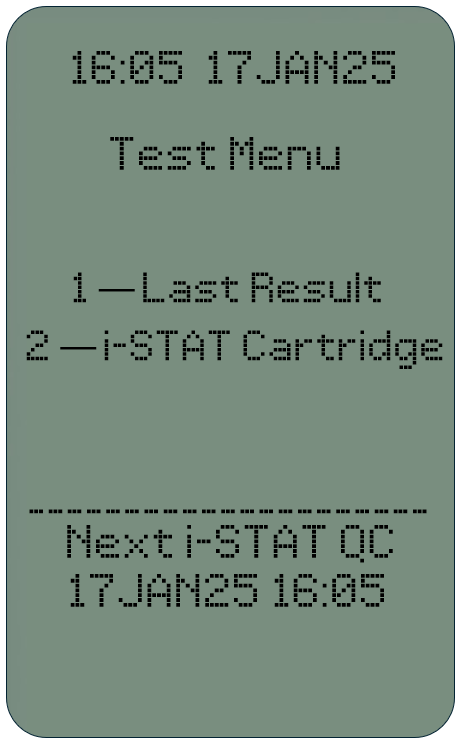 16:05 17JAN25
Test Menu
1 — Last Result
2 — i-STAT Cartridge
Next i-STAT QC
17JAN25 16:05